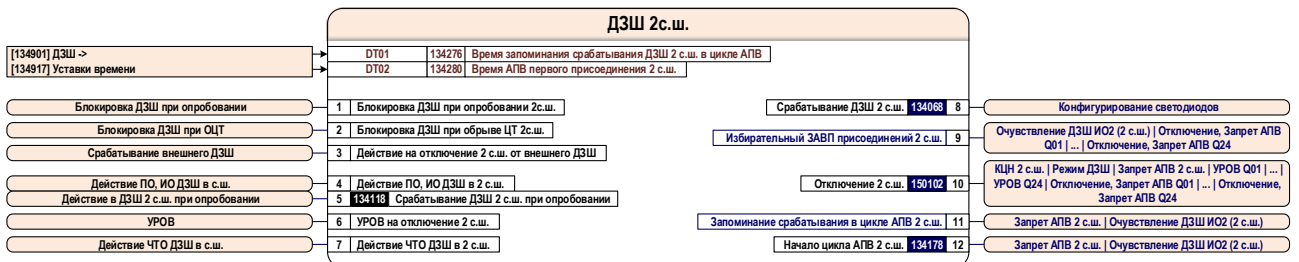 ДЗШ 2с.ш.
[134901] ДЗШ ->
[134917] Уставки времени
DT01 134276 Время запоминания срабатывания ДЗШ 2 с.ш. в цикле АПВ
DT02 134280 Время АПВ первого присоединения 2 с.ш.
Блокировка ДЗШ при опробовании 1 Блокировка ДЗШ при опробовании 2с.ш.
Срабатывание ДЗШ 2 с.ш. 134068 8 Конфигурирование светодиодов
Блокировка ДЗШ при ОЦТ 2 Блокировка ДЗШ при обрыве ЦТ 2с.ш.
Избирательный ЗАВП присоединений 2 с.ш. 9
Очувствление ДЗШ ИО2 (2 с.ш.) | Отключение, Запрет АПВ
Q01 | ... | Отключение, Запрет АПВ Q24
Срабатывание внешнего ДЗШ 3 Действие на отключение 2 с.ш. от внешнего ДЗШ
Действие ПО, ИО ДЗШ в с.ш. 4 Действие ПО, ИО ДЗШ в 2 с.ш.
Отключение 2 с.ш. 150102 10
КЦН 2 с.ш. | Режим ДЗШ | Запрет АПВ 2 с.ш. | УРОВ Q01 | ... |
УРОВ Q24 | Отключение, Запрет АПВ Q01 | ... | Отключение,
Запрет АПВ Q24
Действие в ДЗШ 2 с.ш. при опробовании 5 134118 Срабатывание ДЗШ 2 с.ш. при опробовании
УРОВ 6 УРОВ на отключение 2 с.ш.
Запоминание срабатывания в цикле АПВ 2 с.ш. 11 Запрет АПВ 2 с.ш. | Очувствление ДЗШ ИО2 (2 с.ш.)
Действие ЧТО ДЗШ в с.ш. 7 Действие ЧТО ДЗШ в 2 с.ш.
Начало цикла АПВ 2 с.ш. 134178 12 Запрет АПВ 2 с.ш. | Очувствление ДЗШ ИО2 (2 с.ш.)